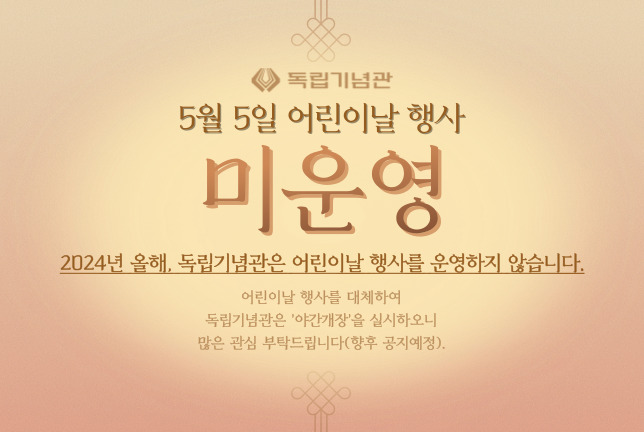 독립기념관
5월 5일 어린이날 행사
미운영
2024년 올해, 독립기념관은 어린이날 행사를 운영하지 않습니다.
어린이날 행사를 대체하여
독립기념관은 '야간개장'을 실시하오니
많은 관심 부탁드립니다(향후 공지예정).